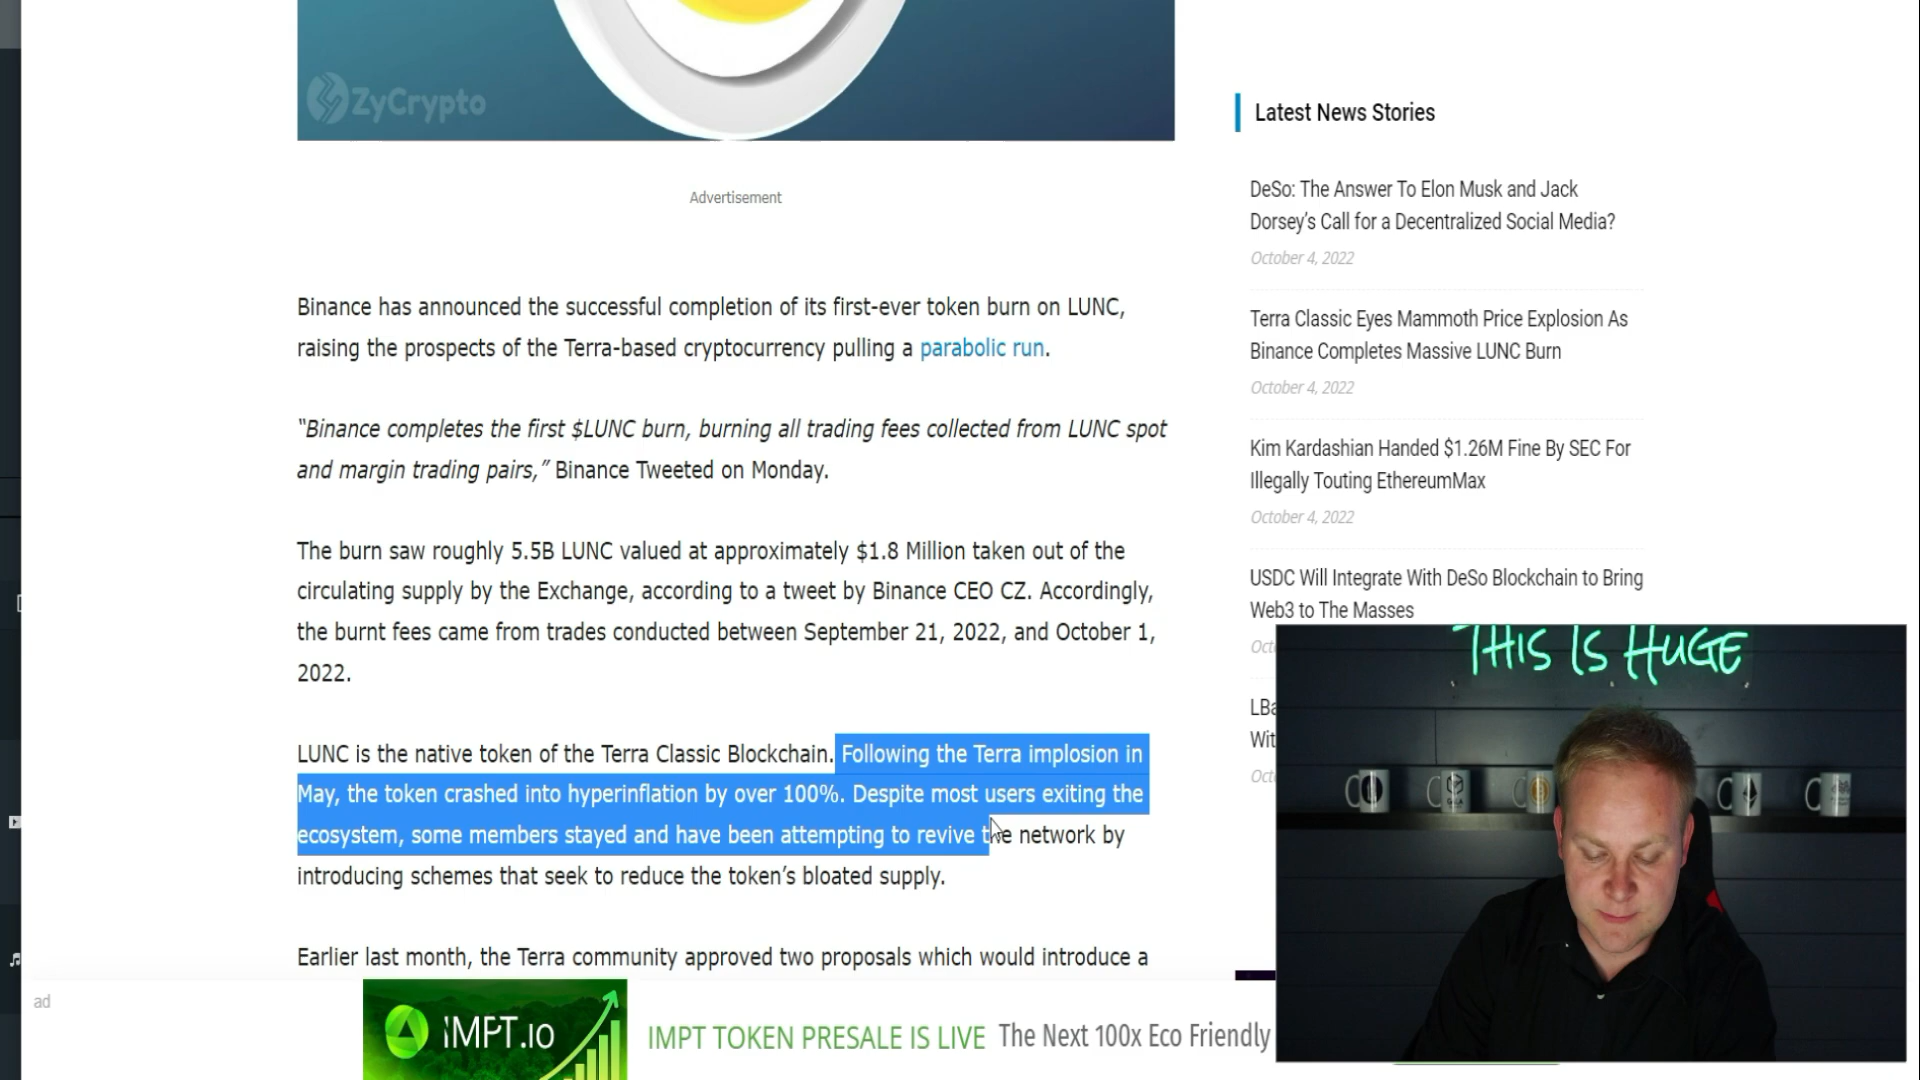 ZyCrypto
Advertisement
Binance has announced the successful completion of its first-ever token burn on LUNC,
raising the prospects of the Terra-based cryptocurrency pulling a parabolic run.
“Binance completes the first $LUNC burn, burning all trading fees collected from LUNC spot
and margin trading pairs,” Binance Tweeted on Monday.
The burn saw roughly 5.5B LUNC valued at approximately $1.8 Million taken out of the
circulating supply by the Exchange, according to a tweet by Binance CEO CZ. Accordingly,
the burnt fees came from trades conducted between September 21, 2022, and October 1,
2022.
LUNC is the native token of the Terra Classic Blockchain. Following the Terra implosion in
May, the token crashed into hyperinflation by over 100%. Despite most users exiting the
ecosystem, some members stayed and have been attempting to revive the network by
introducing schemes that seek to reduce the token’s bloated supply.
Earlier last month, the Terra community approved two proposals which would introduce a
Latest News Stories
DeSo: The Answer To Elon Musk and Jack
Dorsey’s Call for a Decentralized Social Media?
October 4, 2022
Terra Classic Eyes Mammoth Price Explosion As
Binance Completes Massive LUNC Burn
October 4, 2022
Kim Kardashian Handed $1.26M Fine By SEC For
Illegally Touting EthereumMax
October 4, 2022
USDC Will Integrate With DeSo Blockchain to Bring
Web3 to The Masses
THIS IS HUGE
ad
IMPT.io
IMPT TOKEN PRESALE IS LIVE The Next 100x Eco Friendly